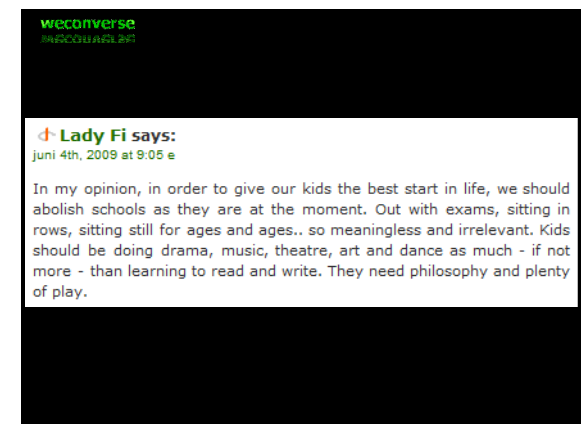 weconverse
Lady Fi says:
juni 4th, 2009 at 9:05 e
In my opinion, in order to give our kids the best start in life, we should
abolish schools as they are at the moment. Out with exams, sitting in
rows, sitting still for ages and ages.. so meaningless and irrelevant. Kids
should be doing drama, music, theatre, art and dance as much - if not
more - than learning to read and write. They need philosophy and plenty
of play.